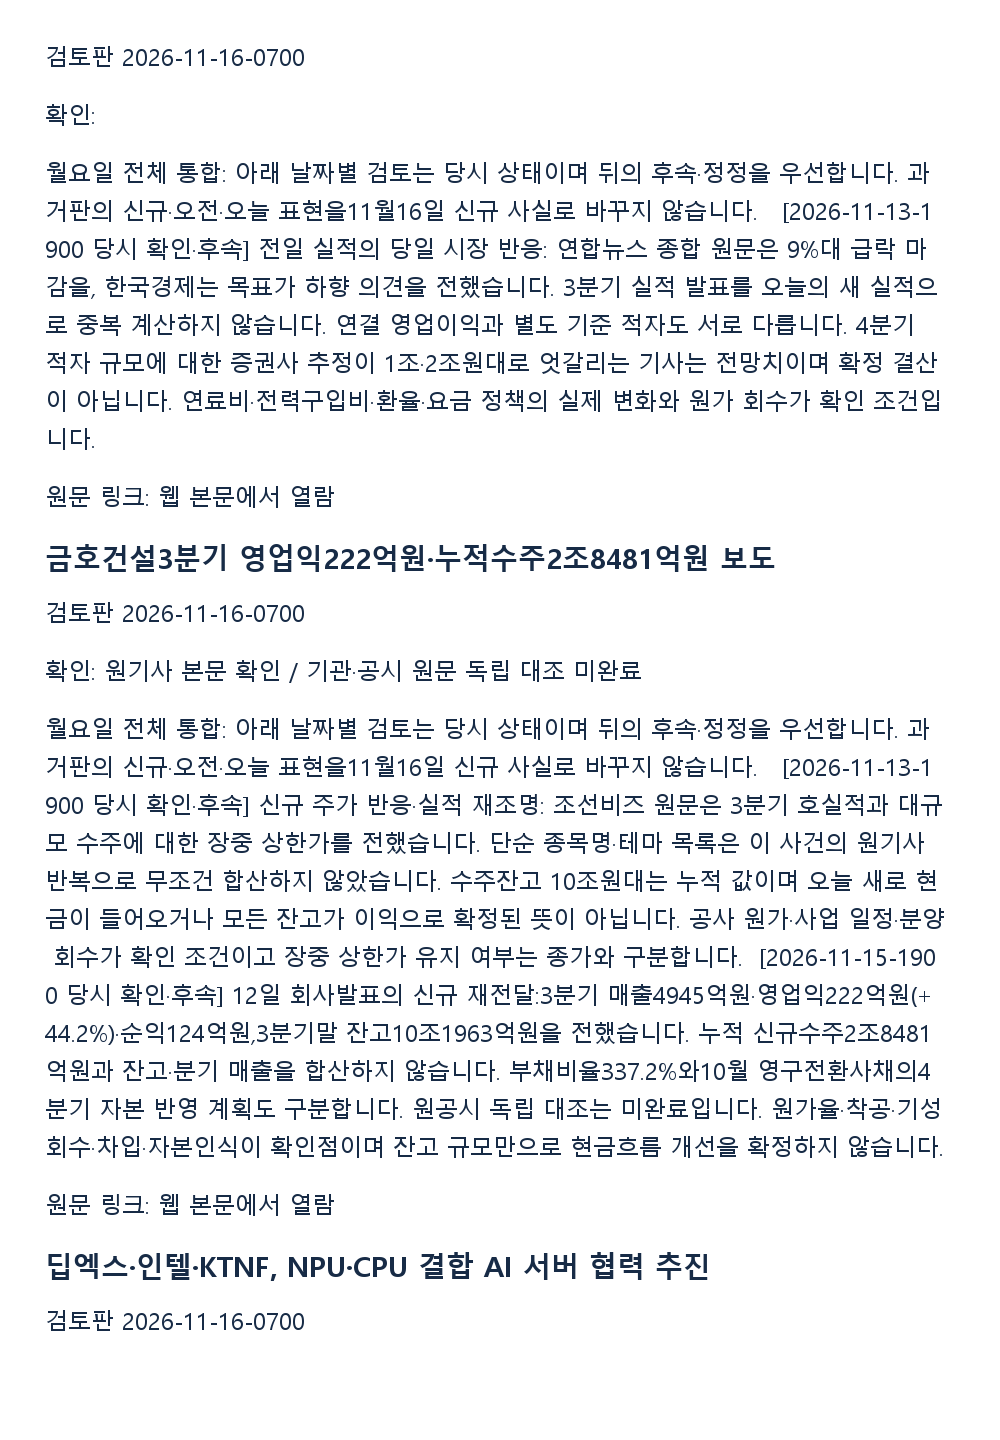 검토판 2026-11-16-0700
확인:
월요일 전체 통합: 아래 날짜별 검토는 당시 상태이며 뒤의 후속·정정을 우선합니다. 과
거판의 신규·오전·오늘 표현을11월16일 신규 사실로 바꾸지 않습니다. [2026-11-13-1
900 당시 확인·후속] 전일 실적의 당일 시장 반응: 연합뉴스 종합 원문은 9%대 급락 마
감을, 한국경제는 목표가 하향 의견을 전했습니다. 3분기 실적 발표를 오늘의 새 실적으
로 중복 계산하지 않습니다. 연결 영업이익과 별도 기준 적자도 서로 다릅니다. 4분기
적자 규모에 대한 증권사 추정이 1조·2조원대로 엇갈리는 기사는 전망치이며 확정 결산
이 아닙니다. 연료비·전력구입비·환율·요금 정책의 실제 변화와 원가 회수가 확인 조건입
니다.
원문 링크: 웹 본문에서 열람
금호건설3분기 영업익222억원·누적수주2조8481억원 보도
검토판 2026-11-16-0700
확인: 원기사 본문 확인 / 기관·공시 원문 독립 대조 미완료
월요일 전체 통합: 아래 날짜별 검토는 당시 상태이며 뒤의 후속·정정을 우선합니다. 과
거판의 신규·오전·오늘 표현을11월16일 신규 사실로 바꾸지 않습니다. [2026-11-13-1
900 당시 확인·후속] 신규 주가 반응·실적 재조명: 조선비즈 원문은 3분기 호실적과 대규
모 수주에 대한 장중 상한가를 전했습니다. 단순 종목명·테마 목록은 이 사건의 원기사
반복으로 무조건 합산하지 않았습니다. 수주잔고 10조원대는 누적 값이며 오늘 새로 현
금이 들어오거나 모든 잔고가 이익으로 확정된 뜻이 아닙니다. 공사 원가·사업 일정·분양
회수가 확인 조건이고 장중 상한가 유지 여부는 종가와 구분합니다. [2026-11-15-190
0 당시 확인·후속] 12일 회사발표의 신규 재전달:3분기 매출4945억원·영업익222억원(+
44.2%)·순익124억원,3분기말 잔고10조1963억원을 전했습니다. 누적 신규수주2조8481
억원과 잔고·분기 매출을 합산하지 않습니다. 부채비율337.2%와10월 영구전환사채의4
분기 자본 반영 계획도 구분합니다. 원공시 독립 대조는 미완료입니다. 원가율·착공·기성
회수·차입·자본인식이 확인점이며 잔고 규모만으로 현금흐름 개선을 확정하지 않습니다.
원문 링크: 웹 본문에서 열람
딥엑스·인텔·KTNF, NPU·CPU 결합 AI 서버 협력 추진
검토판 2026-11-16-0700